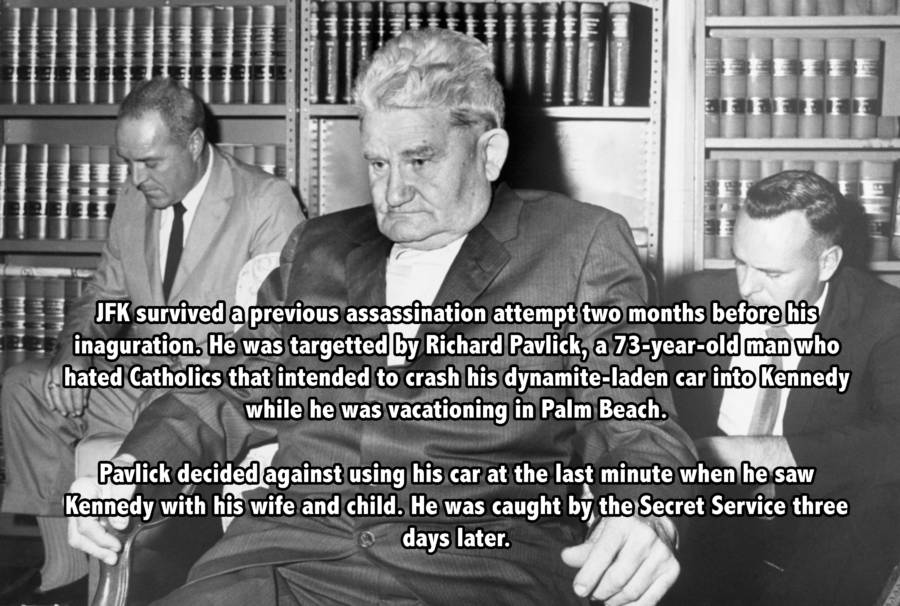 JFK survived a previous assassination attempt two months before his
inaguration. He was targetted by Richard Pavlick, a 73-year-old man who
hated Catholics that intended to crash his dynamite-laden car into Kennedy
while he was vacationing in Palm Beach.
Pavlick decided against using his car at the last minute when he saw
Kennedy with his wife and child. He was caught by the Secret Service three
days later.